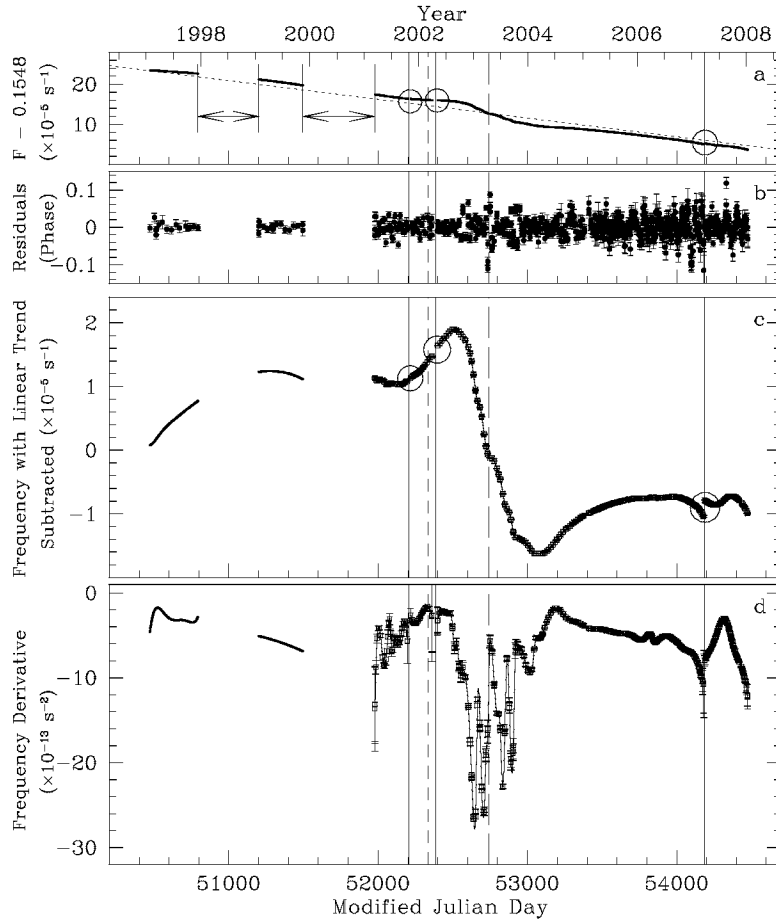 Year
1998 2000 2002 2004 2006 2008
F − 0.1548
(×10⁻⁵ s⁻¹)
20
10
a
Residuals
(Phase)
0.1
0
−0.1
b
Frequency with Linear Trend
Subtracted (×10⁻⁵ s⁻¹)
2
1
0
−1
c
Frequency Derivative
(×10⁻¹³ s⁻²)
0
−10
−20
−30
d
51000 52000 53000 54000
Modified Julian Day